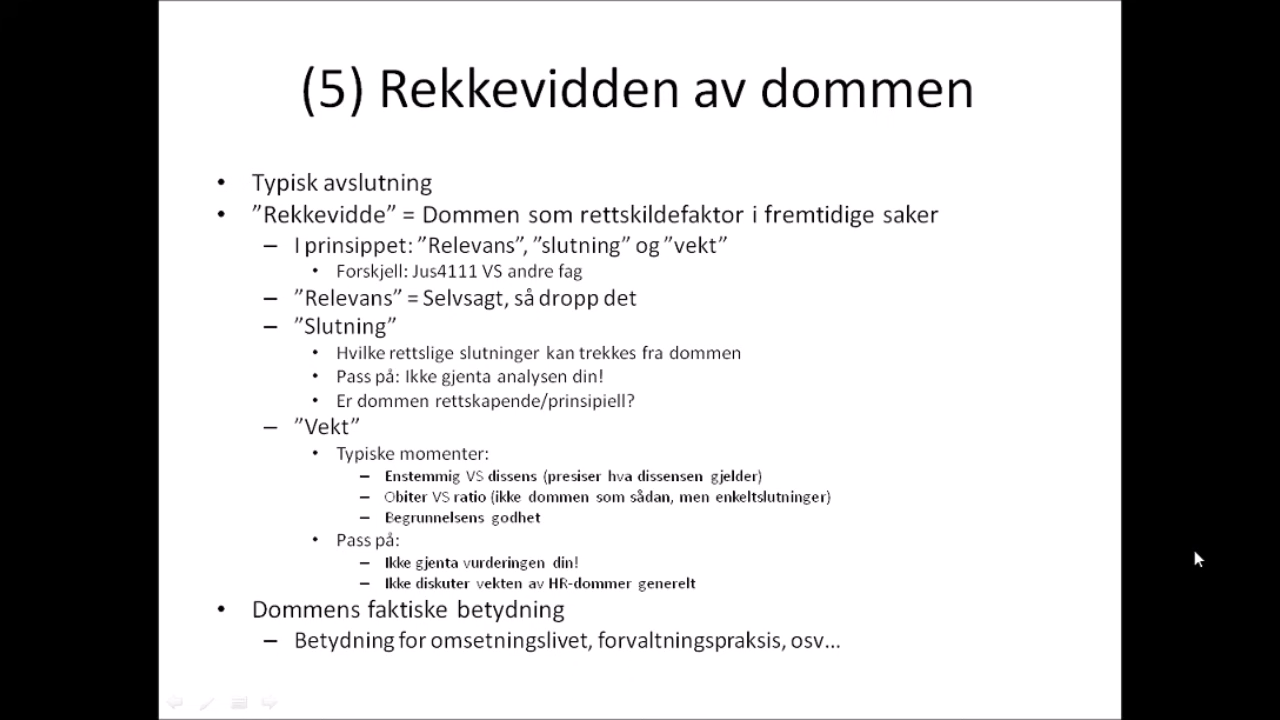 (5) Rekkevidden av dommen
• Typisk avslutning
• ”Rekkevidde” = Dommen som rettskildefaktor i fremtidige saker
– I prinsippet: ”Relevans”, ”slutning” og ”vekt”
• Forskjell: Jus4111 VS andre fag
– ”Relevans” = Selvsagt, så dropp det
– ”Slutning”
• Hvilke rettslige slutninger kan trekkes fra dommen
• Pass på: Ikke gjenta analysen din!
• Er dommen rettskapende/prinsipiell?
– ”Vekt”
• Typiske momenter:
– Enstemmig VS dissens (presiser hva dissensen gjelder)
– Obiter VS ratio (ikke dommen som sådan, men enkeltslutninger)
– Begrunnelsens godhet
• Pass på:
– Ikke gjenta vurderingen din!
– Ikke diskuter vekten av HR-dommer generelt
• Dommens faktiske betydning
– Betydning for omsetningslivet, forvaltningspraksis, osv...